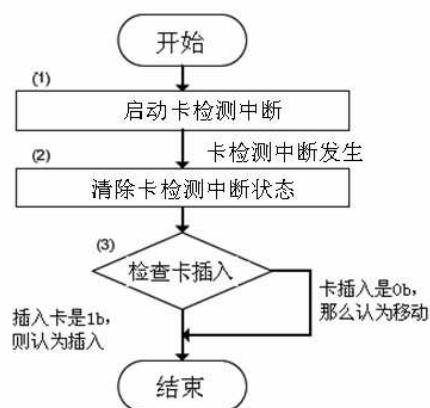 开始
(1)
启动卡检测中断
卡检测中断发生
(2)
清除卡检测中断状态
(3)
检查卡插入
插入卡是1b,
则认为插入
卡插入是0b,
那么认为移动
结束